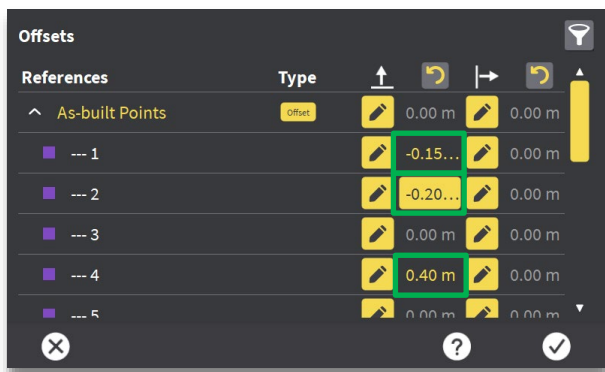 Offsets
References Type
As-built Points Offset 0.00 m 0.00 m
--- 1 -0.15... 0.00 m
--- 2 -0.20... 0.00 m
--- 3 0.00 m 0.00 m
--- 4 0.40 m 0.00 m
--- 5 0.00 m 0.00 m
?